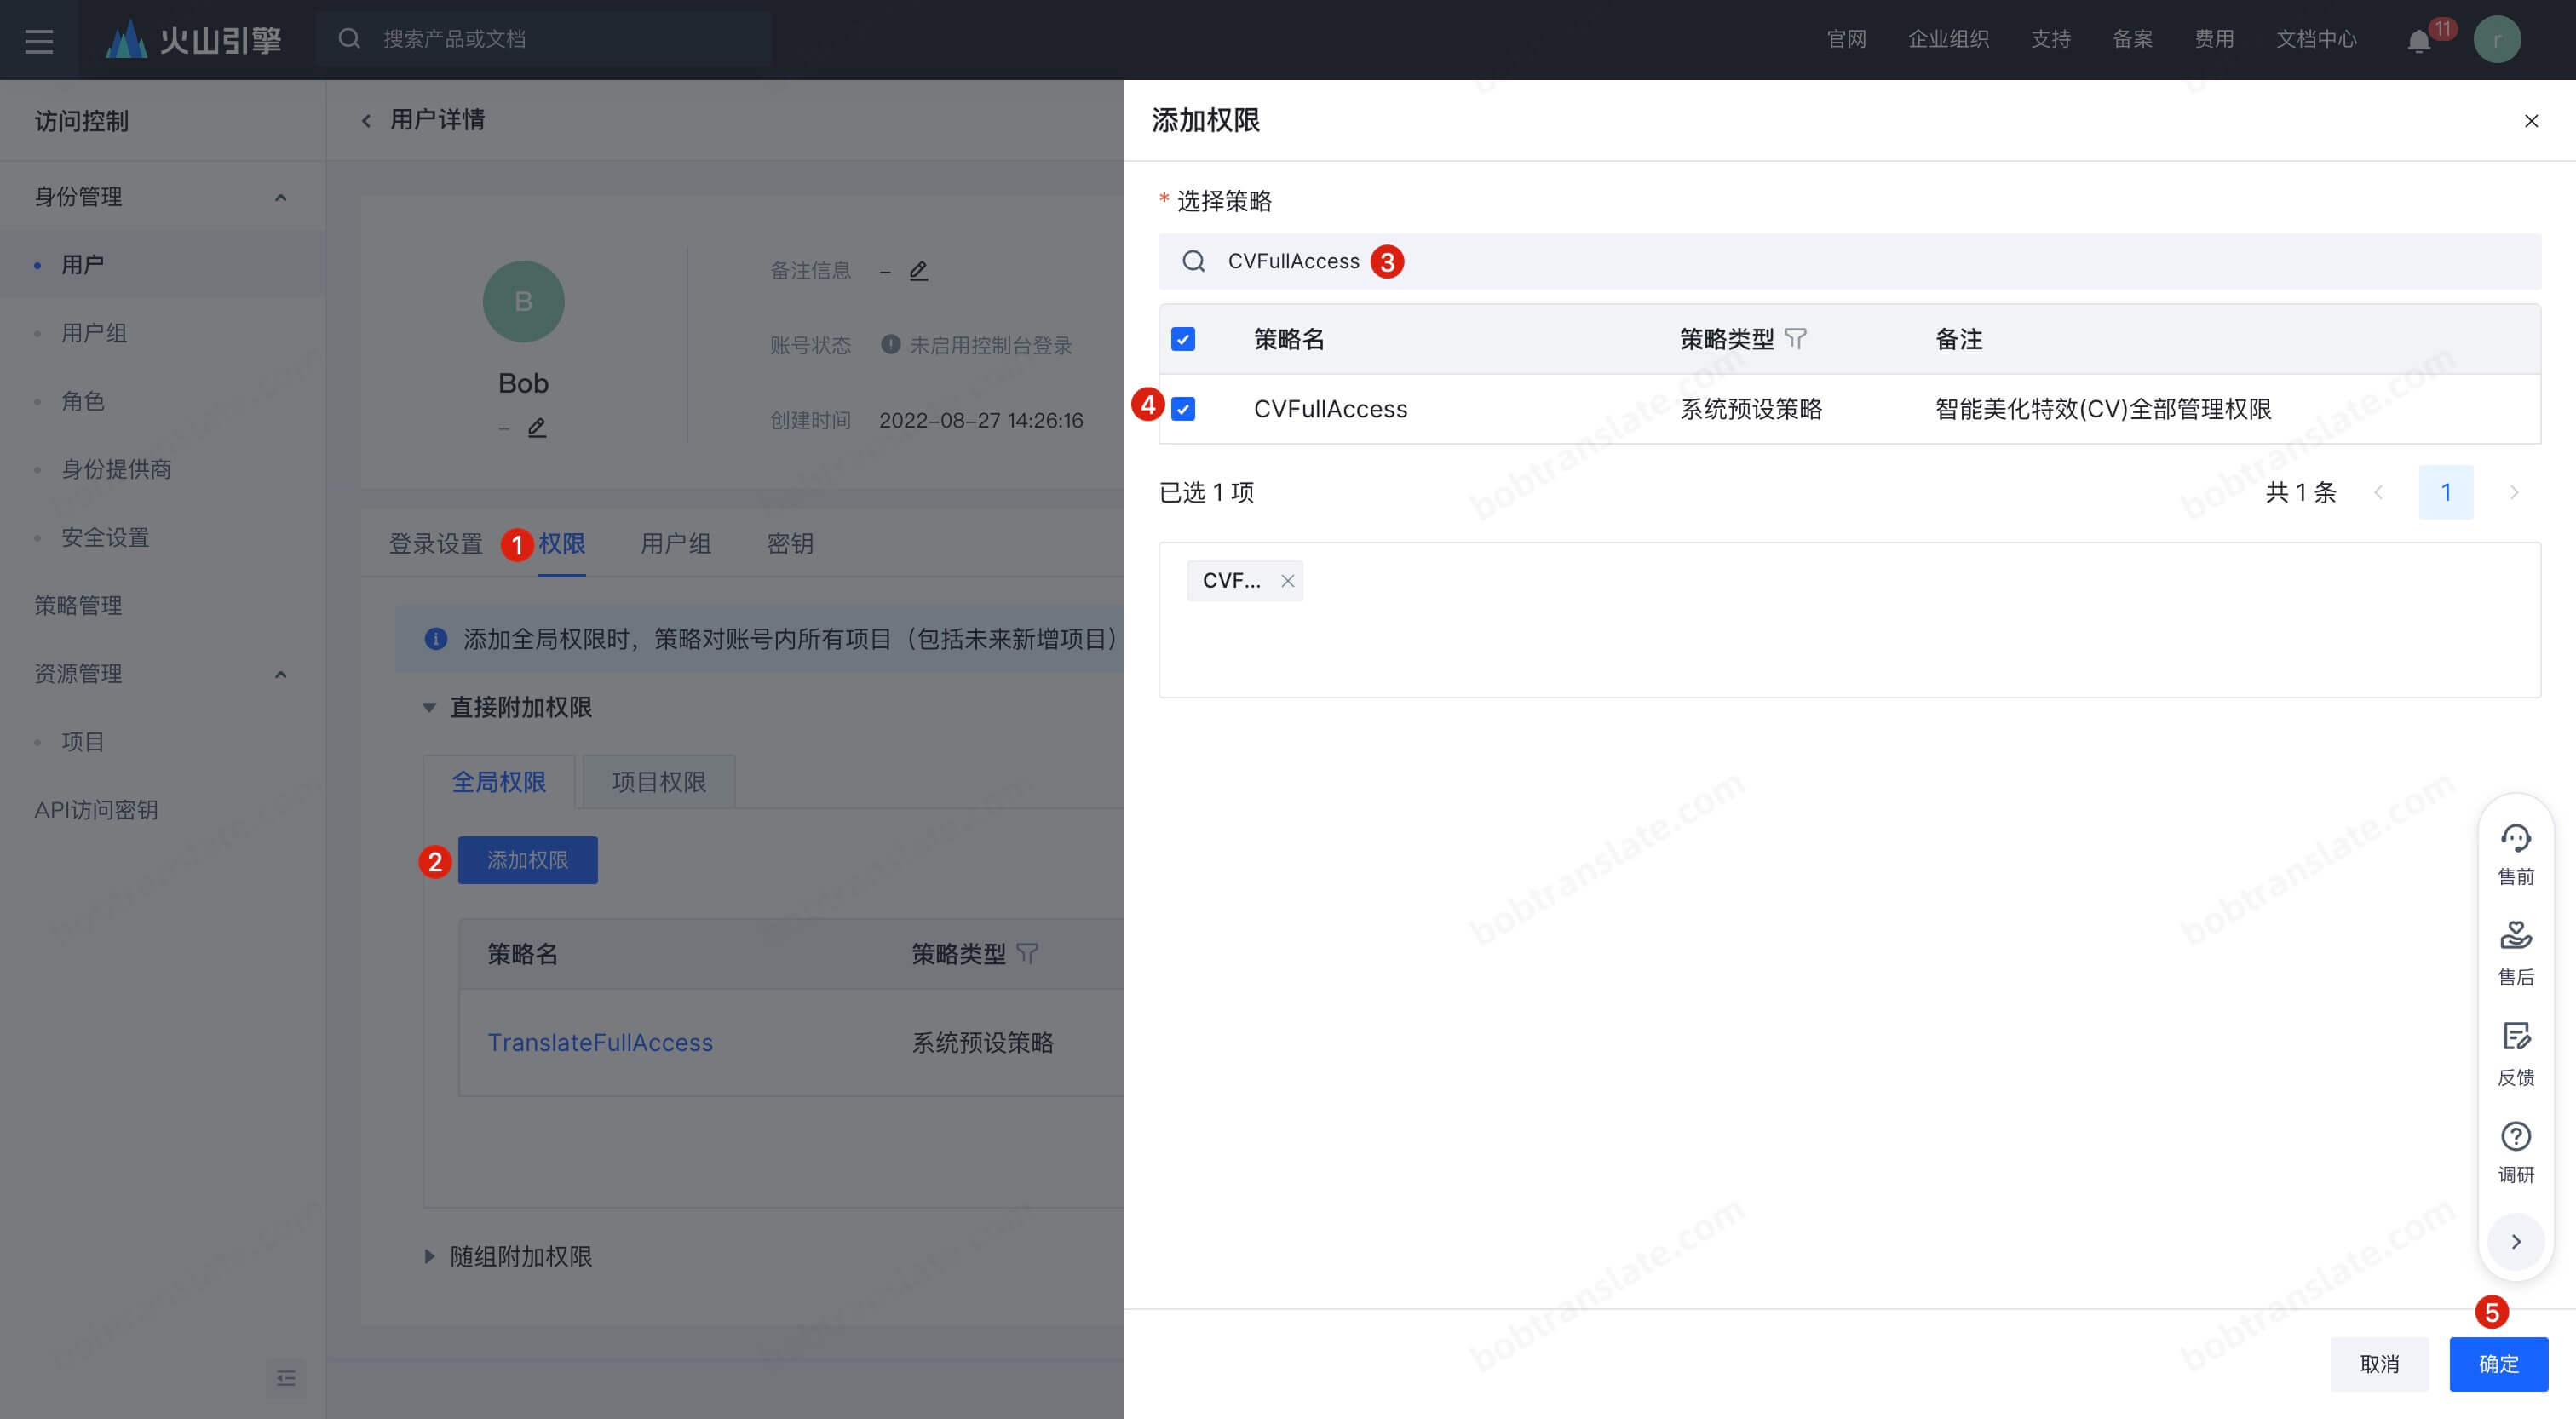 火山引擎
搜索产品或文档
官网
企业组织
支持
备案
费用
文档中心
11
r
访问控制
身份管理
用户
用户组
角色
身份提供商
安全设置
策略管理
资源管理
项目
API访问密钥
用户详情
B
Bob
–
备注信息 –
账号状态 未启用控制台登录
创建时间 2022-08-27 14:26:16
登录设置
1
权限
用户组
密钥
添加全局权限时，策略对账号内所有项目（包括未来新增项目）
直接附加权限
全局权限
项目权限
2
添加权限
策略名
策略类型
TranslateFullAccess
系统预设策略
随组附加权限
添加权限
* 选择策略
CVFullAccess
3
策略名
策略类型
备注
4
CVFullAccess
系统预设策略
智能美化特效(CV)全部管理权限
已选 1 项
共 1 条
1
CVF...
售前
售后
反馈
调研
5
取消
确定
bobtranslate.com
bobtranslate.com
bobtranslate.com
bobtranslate.com
bobtranslate.com
bobtranslate.com